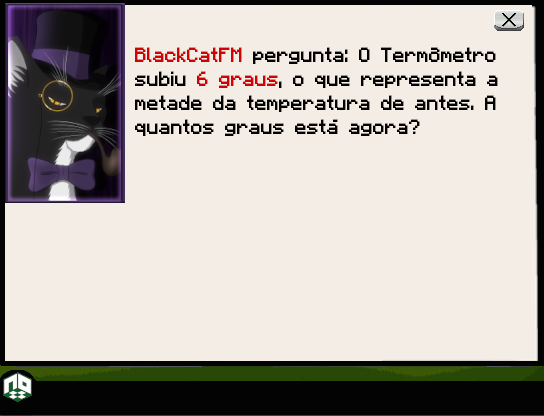 BlackCatFM pergunta: O Termômetro
subiu 6 graus, o que representa a
metade da temperatura de antes. A
quantos graus está agora?